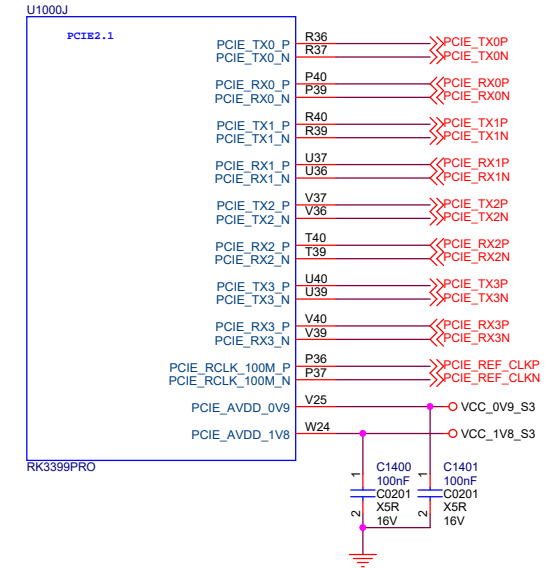 U1000J
PCIE2.1
PCIE_TX0_P R36 PCIE_TX0P
PCIE_TX0_N R37 PCIE_TX0N
PCIE_RX0_P P40 PCIE_RX0P
PCIE_RX0_N P39 PCIE_RX0N
PCIE_TX1_P R40 PCIE_TX1P
PCIE_TX1_N R39 PCIE_TX1N
PCIE_RX1_P U37 PCIE_RX1P
PCIE_RX1_N U36 PCIE_RX1N
PCIE_TX2_P V37 PCIE_TX2P
PCIE_TX2_N V36 PCIE_TX2N
PCIE_RX2_P T40 PCIE_RX2P
PCIE_RX2_N T39 PCIE_RX2N
PCIE_TX3_P U40 PCIE_TX3P
PCIE_TX3_N U39 PCIE_TX3N
PCIE_RX3_P V40 PCIE_RX3P
PCIE_RX3_N V39 PCIE_RX3N
PCIE_RCLK_100M_P P36 PCIE_REF_CLKP
PCIE_RCLK_100M_N P37 PCIE_REF_CLKN
PCIE_AVDD_0V9 V25 VCC_0V9_S3
PCIE_AVDD_1V8 W24 VCC_1V8_S3
RK3399PRO
1 C1400 1 C1401
100nF 100nF
C0201 C0201
2 X5R 2 X5R
16V 16V